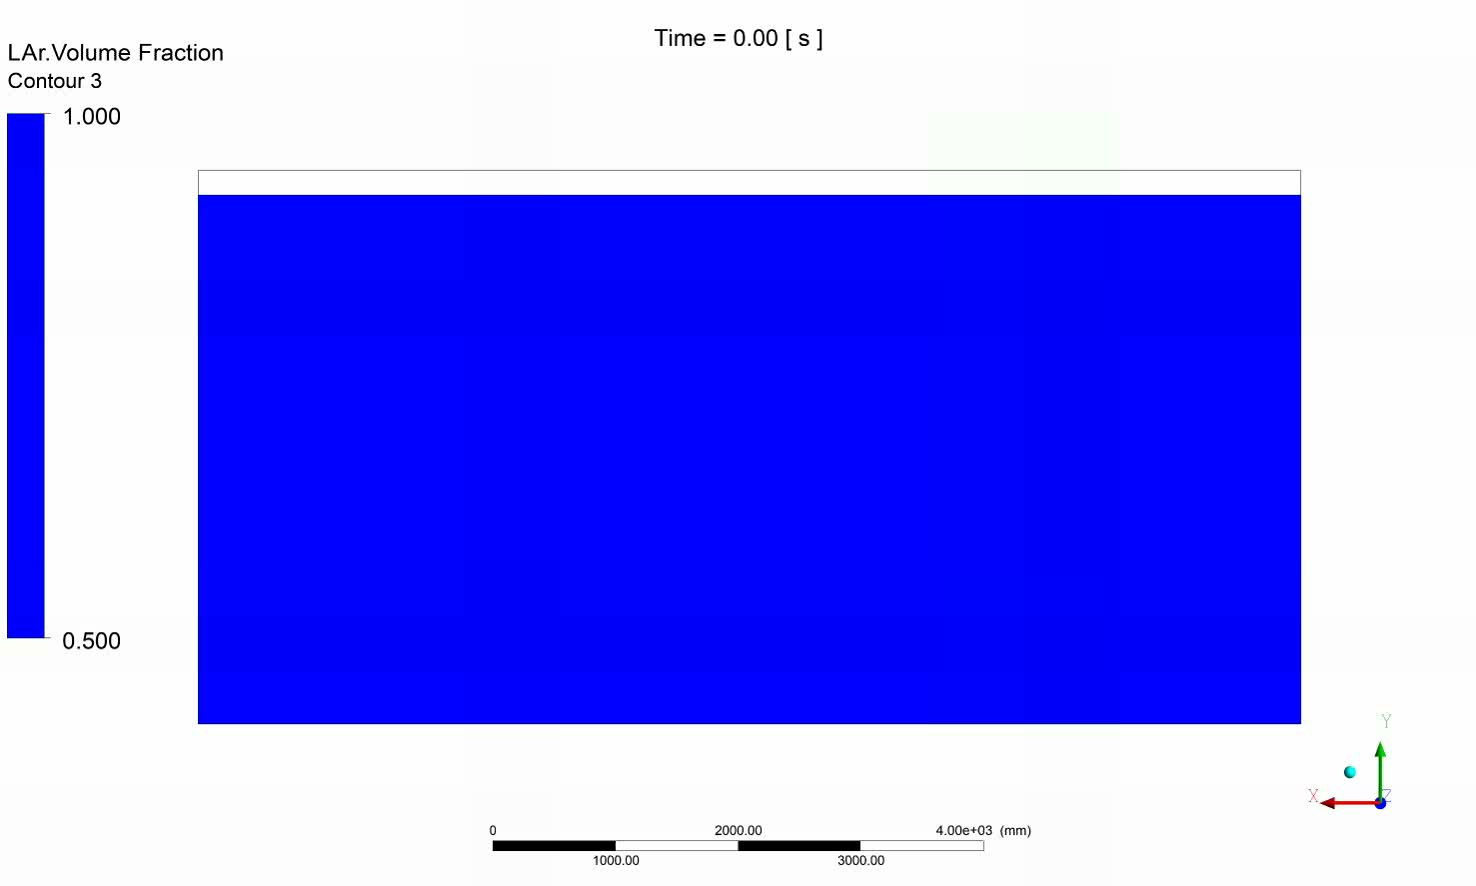 Time = 0.00 [ s ]
LAr.Volume Fraction
Contour 3
1.000
0.500
Y
X
Z
0
2000.00
4.00e+03 (mm)
1000.00
3000.00